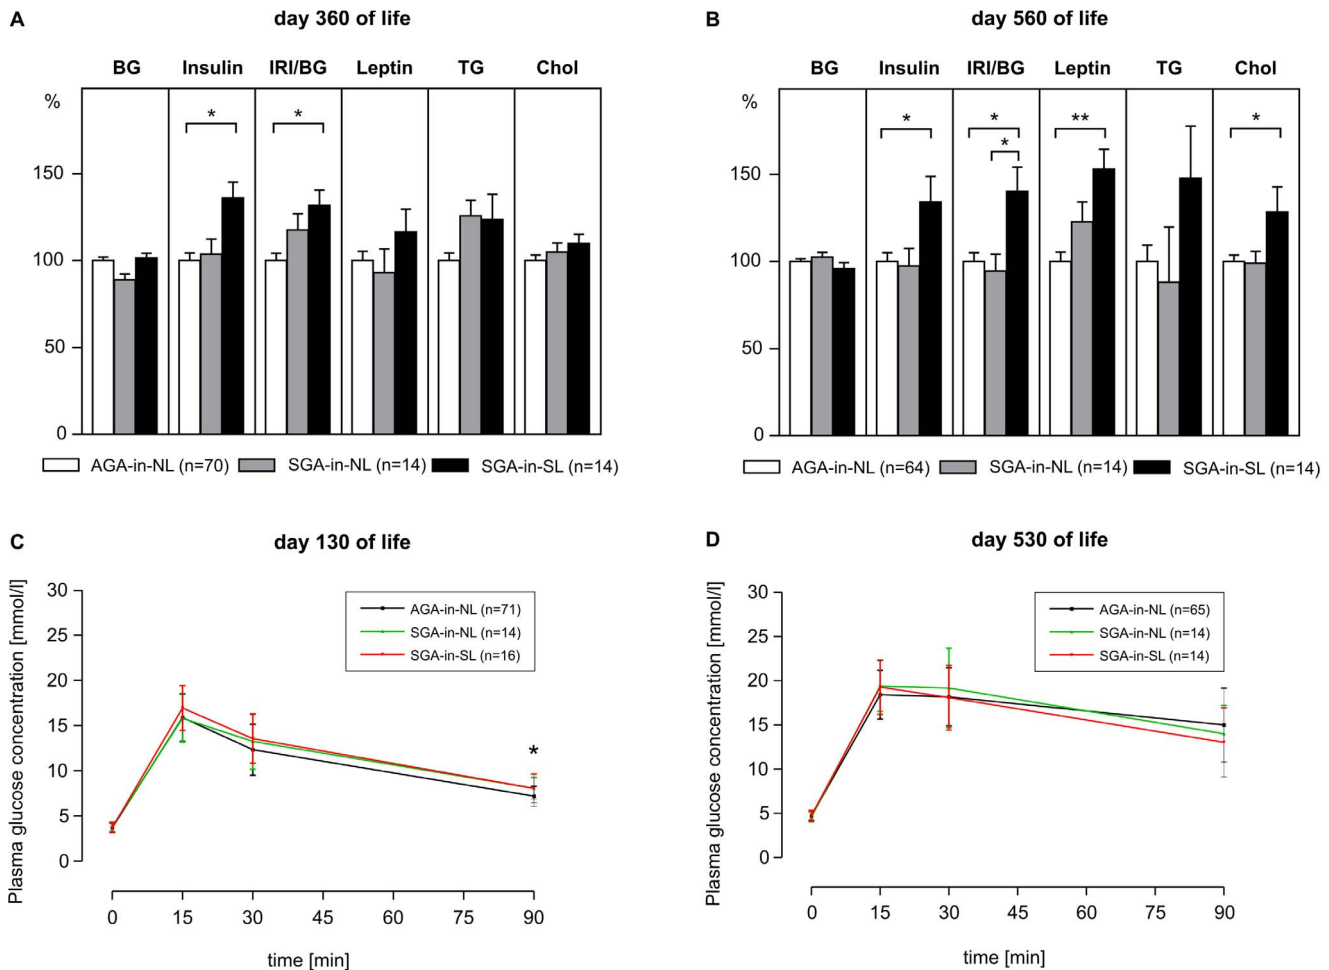 A
day 360 of life
BG Insulin IRI/BG Leptin TG Chol
%
* *
150
100
50
0
AGA-in-NL (n=70) SGA-in-NL (n=14) SGA-in-SL (n=14)
B
day 560 of life
BG Insulin IRI/BG Leptin TG Chol
%
* * ** *
*
150
100
50
0
AGA-in-NL (n=64) SGA-in-NL (n=14) SGA-in-SL (n=14)
C
day 130 of life
Plasma glucose concentration [mmol/l]
30
25
20
15
10
5
0
AGA-in-NL (n=71)
SGA-in-NL (n=14)
SGA-in-SL (n=16)
*
0 15 30 45 60 75 90
time [min]
D
day 530 of life
Plasma glucose concentration [mmol/l]
30
25
20
15
10
5
0
AGA-in-NL (n=65)
SGA-in-NL (n=14)
SGA-in-SL (n=14)
0 15 30 45 60 75 90
time [min]